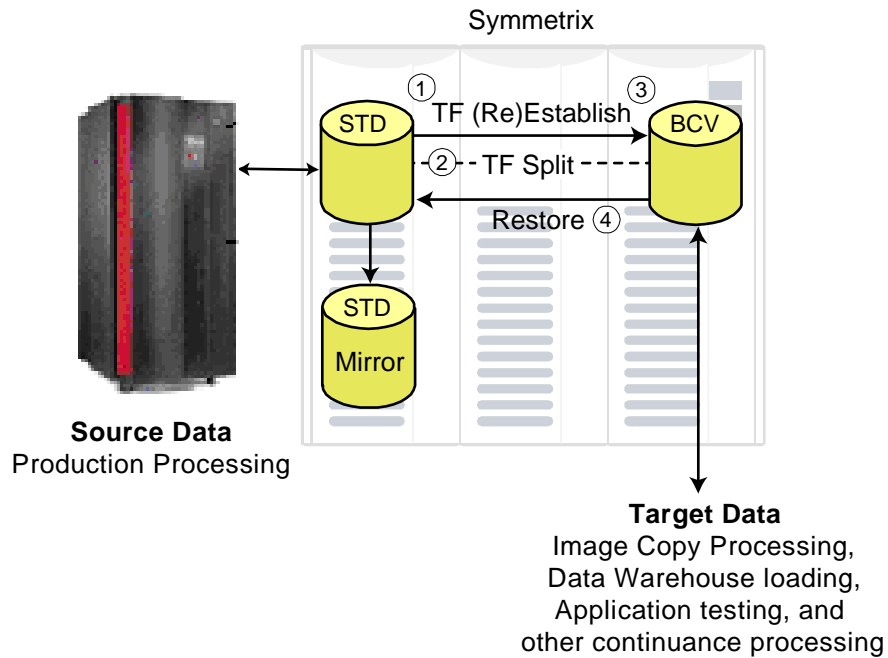 Symmetrix
① ③
TF (Re)Establish
STD
BCV
② TF Split
Restore ④
STD
Mirror
Source Data
Production Processing
Target Data
Image Copy Processing,
Data Warehouse loading,
Application testing, and
other continuance processing